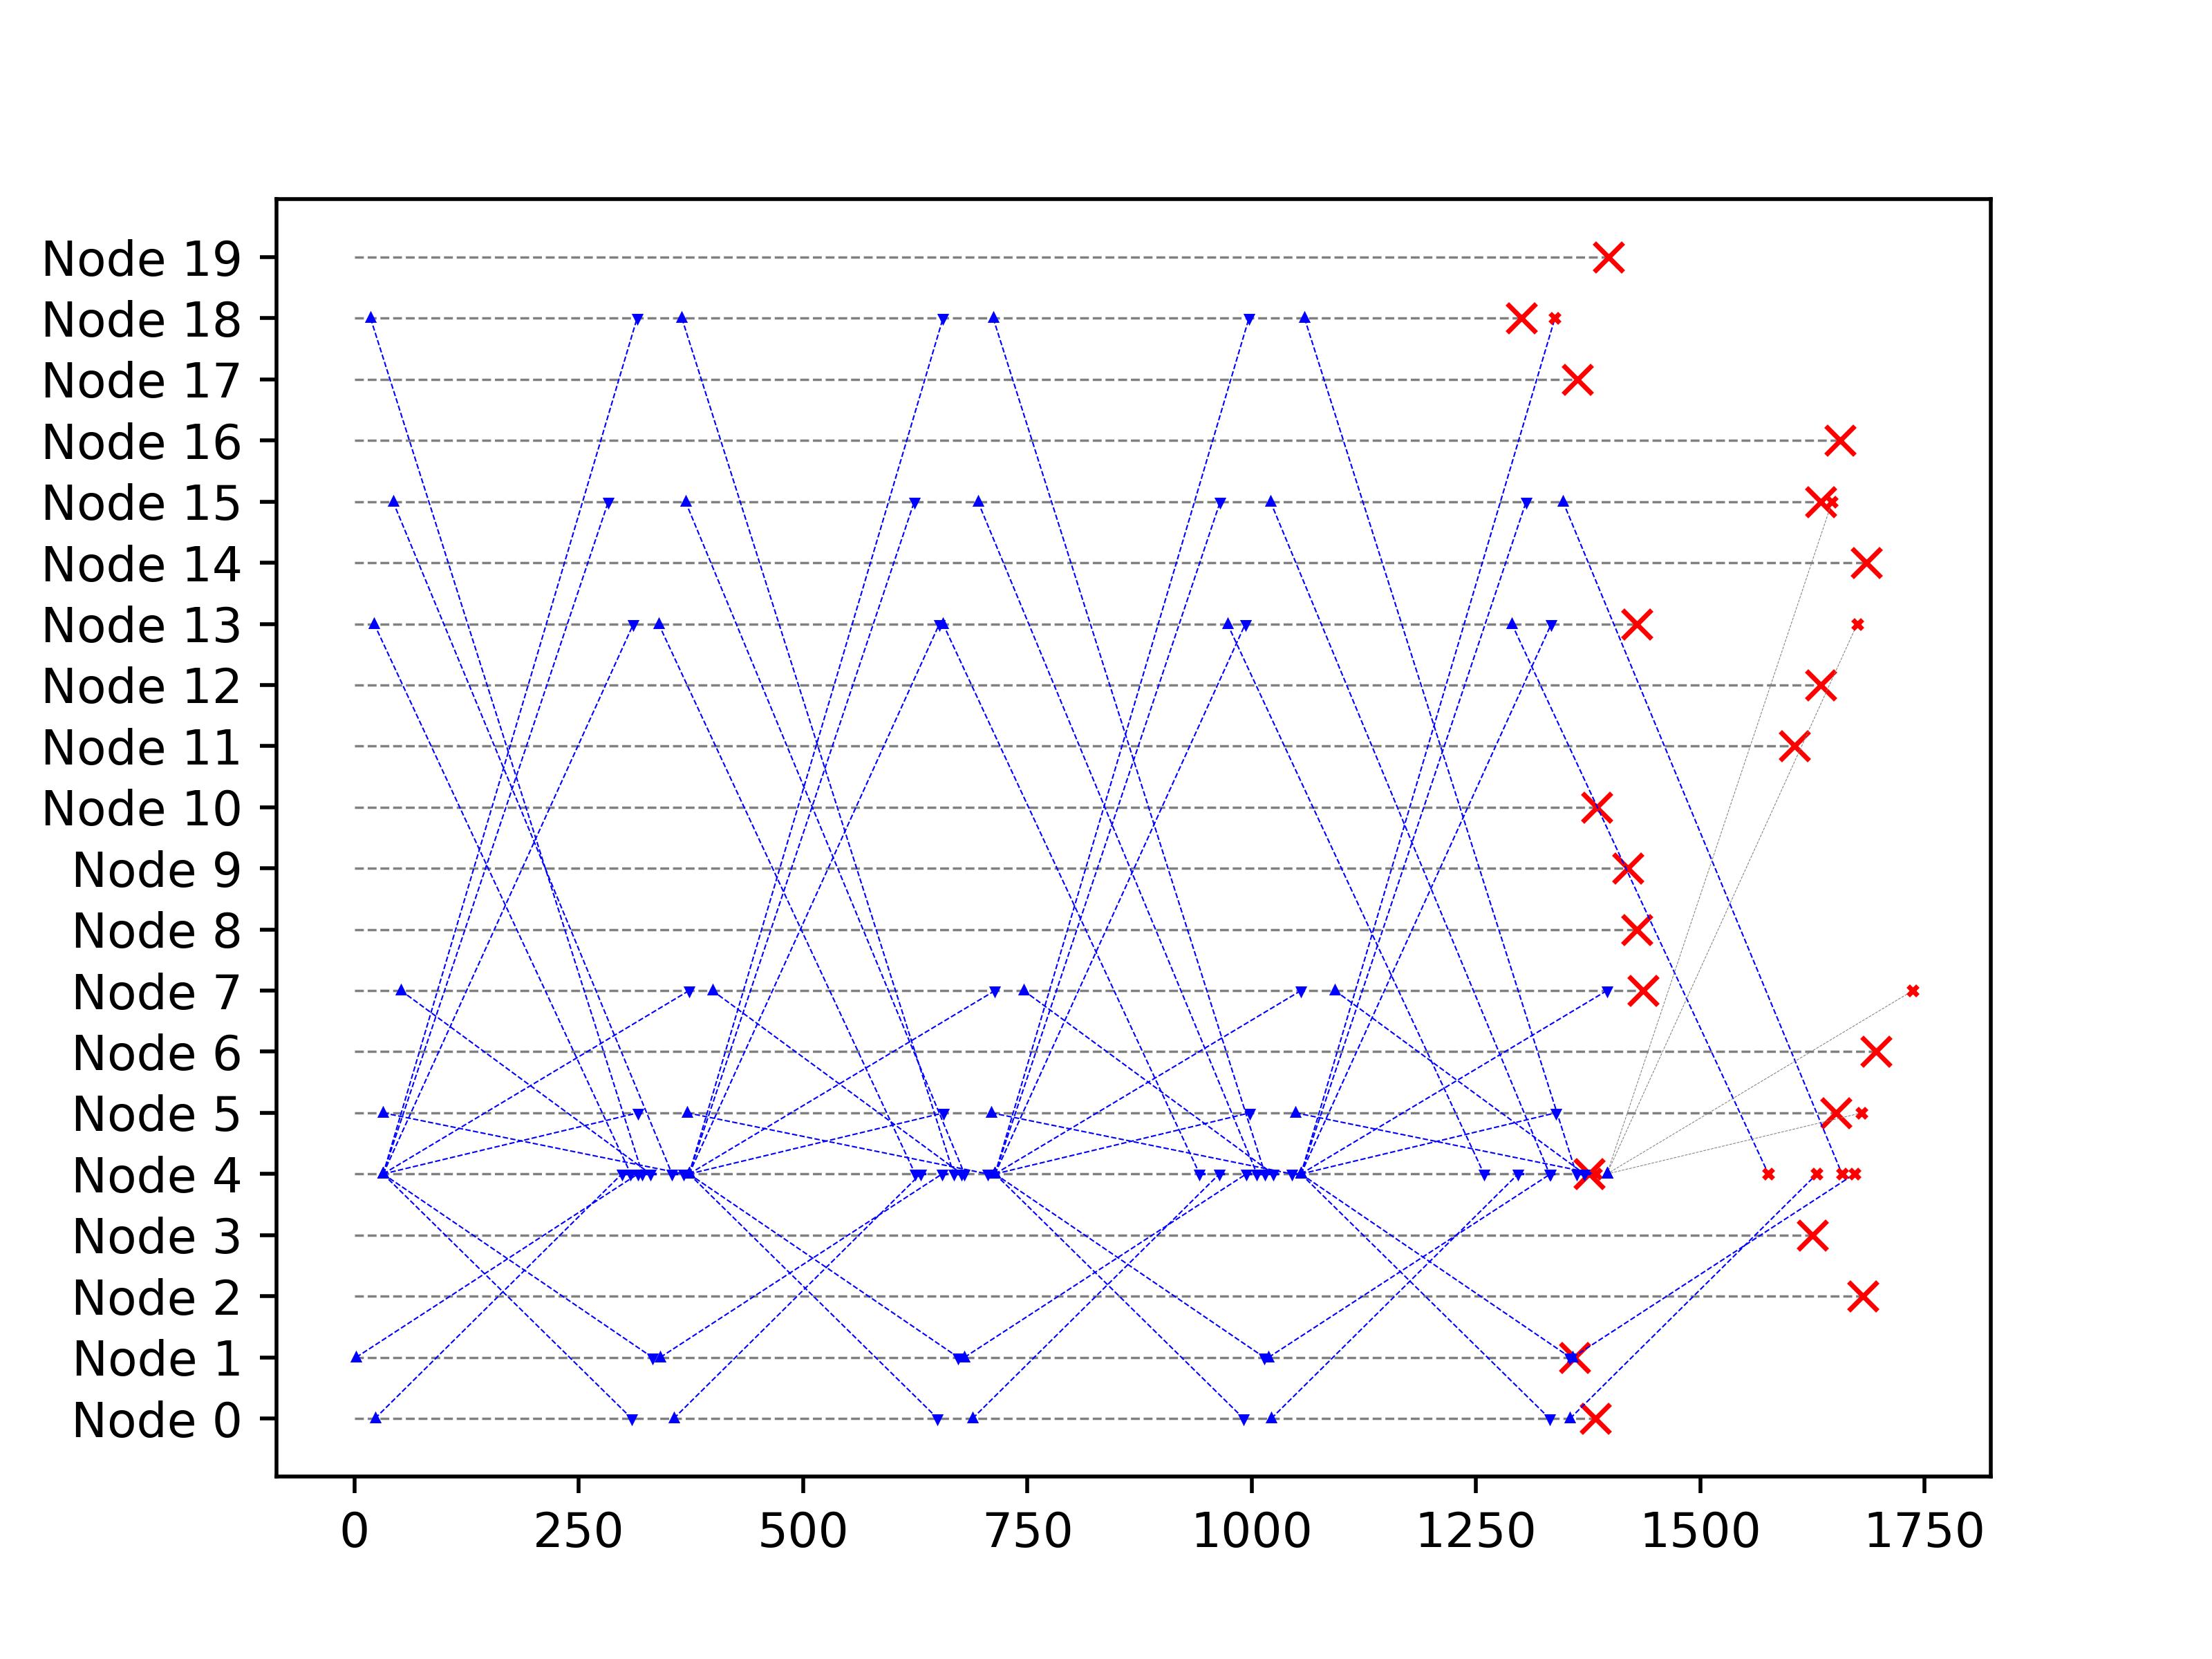 Node 19
Node 18
Node 17
Node 16
Node 15
Node 14
Node 13
Node 12
Node 11
Node 10
Node 9
Node 8
Node 7
Node 6
Node 5
Node 4
Node 3
Node 2
Node 1
Node 0
0 250 500 750 1000 1250 1500 1750